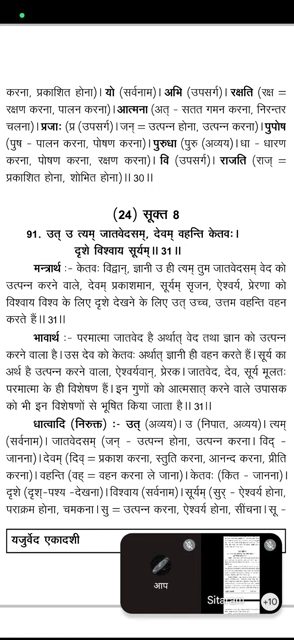 करना, प्रकाशित होना)। यो (सर्वनाम)। अभि (उपसर्ग)। रक्षति (रक्ष =
रक्षण करना, पालन करना)। आत्मना (अत् - सतत गमन करना, निरन्तर
चलना)। प्रजाः (प्र (उपसर्ग)। जन् = उत्पन्न होना, उत्पन्न करना)। पुपोष
(पुष - पालन करना, पोषण करना)। पुरुधा (पुरु (अव्यय)। धा - धारण
करना, पोषण करना, रक्षण करना)। वि (उपसर्ग)। राजति (राज् =
प्रकाशित होना, शोभित होना)॥ 30॥
(24) सूक्त 8
91. उत् उ त्यम् जातवेदसम्, देवम् वहन्ति केतवः।
दृशे विश्वाय सूर्यम्॥ 31॥
मन्त्रार्थ :- केतवः विद्वान्, ज्ञानी उ ही त्यम् तुम जातवेदसम् वेद को
उत्पन्न करने वाले, देवम् प्रकाशमान, सूर्यम् सृजन, ऐश्वर्य, प्रेरणा को
विश्वाय विश्व के लिए दृशे देखने के लिए उत् उच्च, उत्तम वहन्ति वहन
करते हैं॥ 31॥
भावार्थ :- परमात्मा जातवेद है अर्थात् वेद तथा ज्ञान को उत्पन्न
करने वाला है। उस देव को केतवः अर्थात् ज्ञानी ही वहन करते हैं। सूर्य का
अर्थ है उत्पन्न करने वाला, ऐश्वर्यवान्, प्रेरक। जातवेद, देव, सूर्य मूलतः
परमात्मा के ही विशेषण हैं। इन गुणों को आत्मसात् करने वाले उपासक
को भी इन विशेषणों से भूषित किया जाता है॥ 31॥
धात्वादि (निरुक्त) :- उत् (अव्यय)। उ (निपात, अव्यय)। त्यम्
(सर्वनाम)। जातवेदसम् (जन् - उत्पन्न होना, उत्पन्न करना। विद् -
जानना)। देवम् (दिव् = प्रकाश करना, स्तुति करना, आनन्द करना, प्रीति
करना)। वहन्ति (वह् = वहन करना ले जाना)। केतवः (कित - जानना)।
दृशे (दृश्-पश्य -देखना)। विश्वाय (सर्वनाम)। सूर्यम् (सुर् - ऐश्वर्य होना,
पराक्रम होना, चमकना। सु = उत्पन्न करना, ऐश्वर्य होना, सींचना। सू -
यजुर्वेद एकादशी
आप
Sitaram
+10